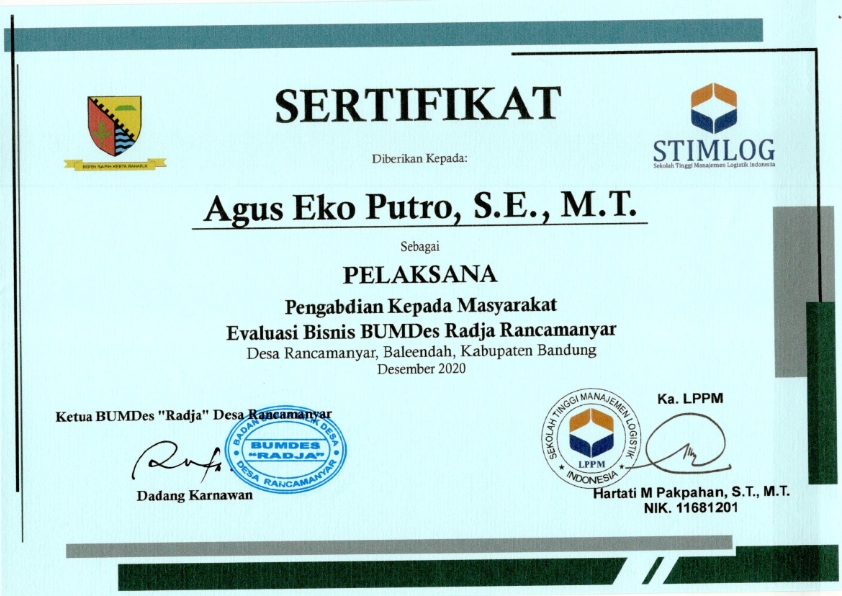 SERTIFIKAT
STIMLOG
Sekolah Tinggi Manajemen Logistik Indonesia
Diberikan Kepada:
Agus Eko Putro, S.E., M.T.
Sebagai
PELAKSANA
Pengabdian Kepada Masyarakat
Evaluasi Bisnis BUMDes Radja Rancamanyar
Desa Rancamanyar, Baleendah, Kabupaten Bandung
Desember 2020
Ketua BUMDes "Radja" Desa Rancamanyar
BADAN USAHA MILIK DESA
BUMDES
"RADJA"
DESA RANCAMANYAR
Dadang Karnawan
Ka. LPPM
SEKOLAH TINGGI MANAJEMEN LOGISTIK
LPPM
INDONESIA
Hartati M Pakpahan, S.T., M.T.
NIK. 11681201